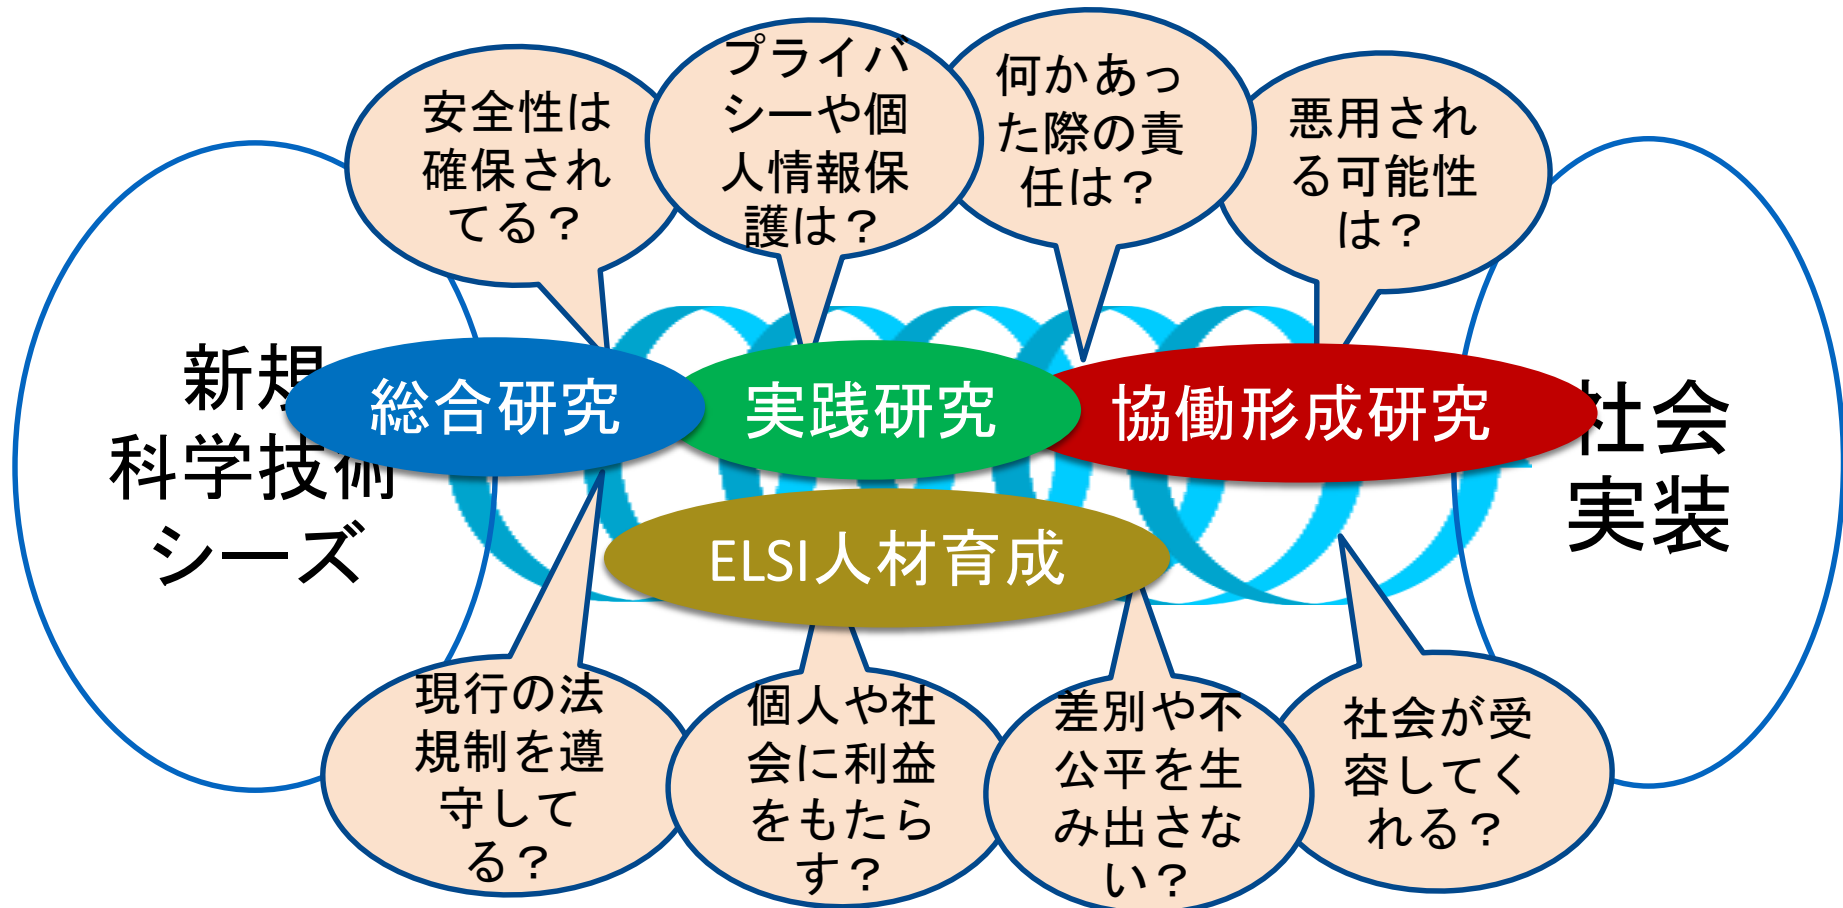 安全性は
確保され
てる？
プライバ
シーや個
人情報保
護は？
何かあっ
た際の責
任は？
悪用され
る可能性
は？
新規
科学技術
シーズ
総合研究
実践研究
協働形成研究
ELSI人材育成
社会
実装
現行の法
規制を遵
守して
る？
個人や社
会に利益
をもたら
す？
差別や不
公平を生
み出さな
い？
社会が受
容してく
れる？